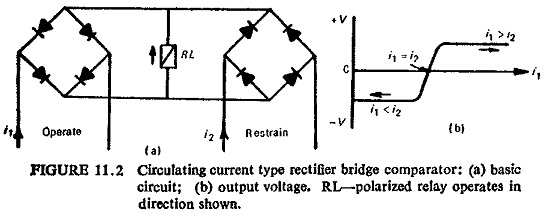 RL
i1
Operate
i2
Restrain
(a)
+V
i1 > i2
i1 = i2
C
i1
i1 < i2
-V
(b)
FIGURE 11.2 Circulating current type rectifier bridge comparator: (a) basic
circuit; (b) output voltage. RL—polarized relay operates in
direction shown.